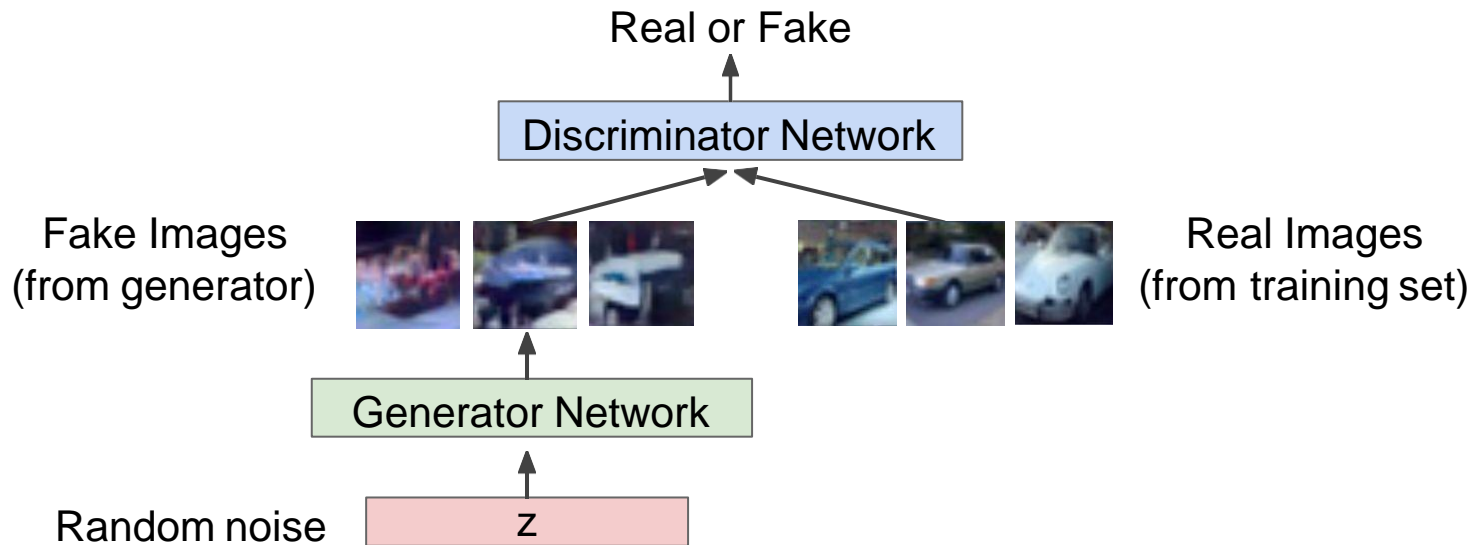 Real or Fake
Discriminator Network
Fake Images
(from generator)
Real Images
(from training set)
Generator Network
Random noise
z